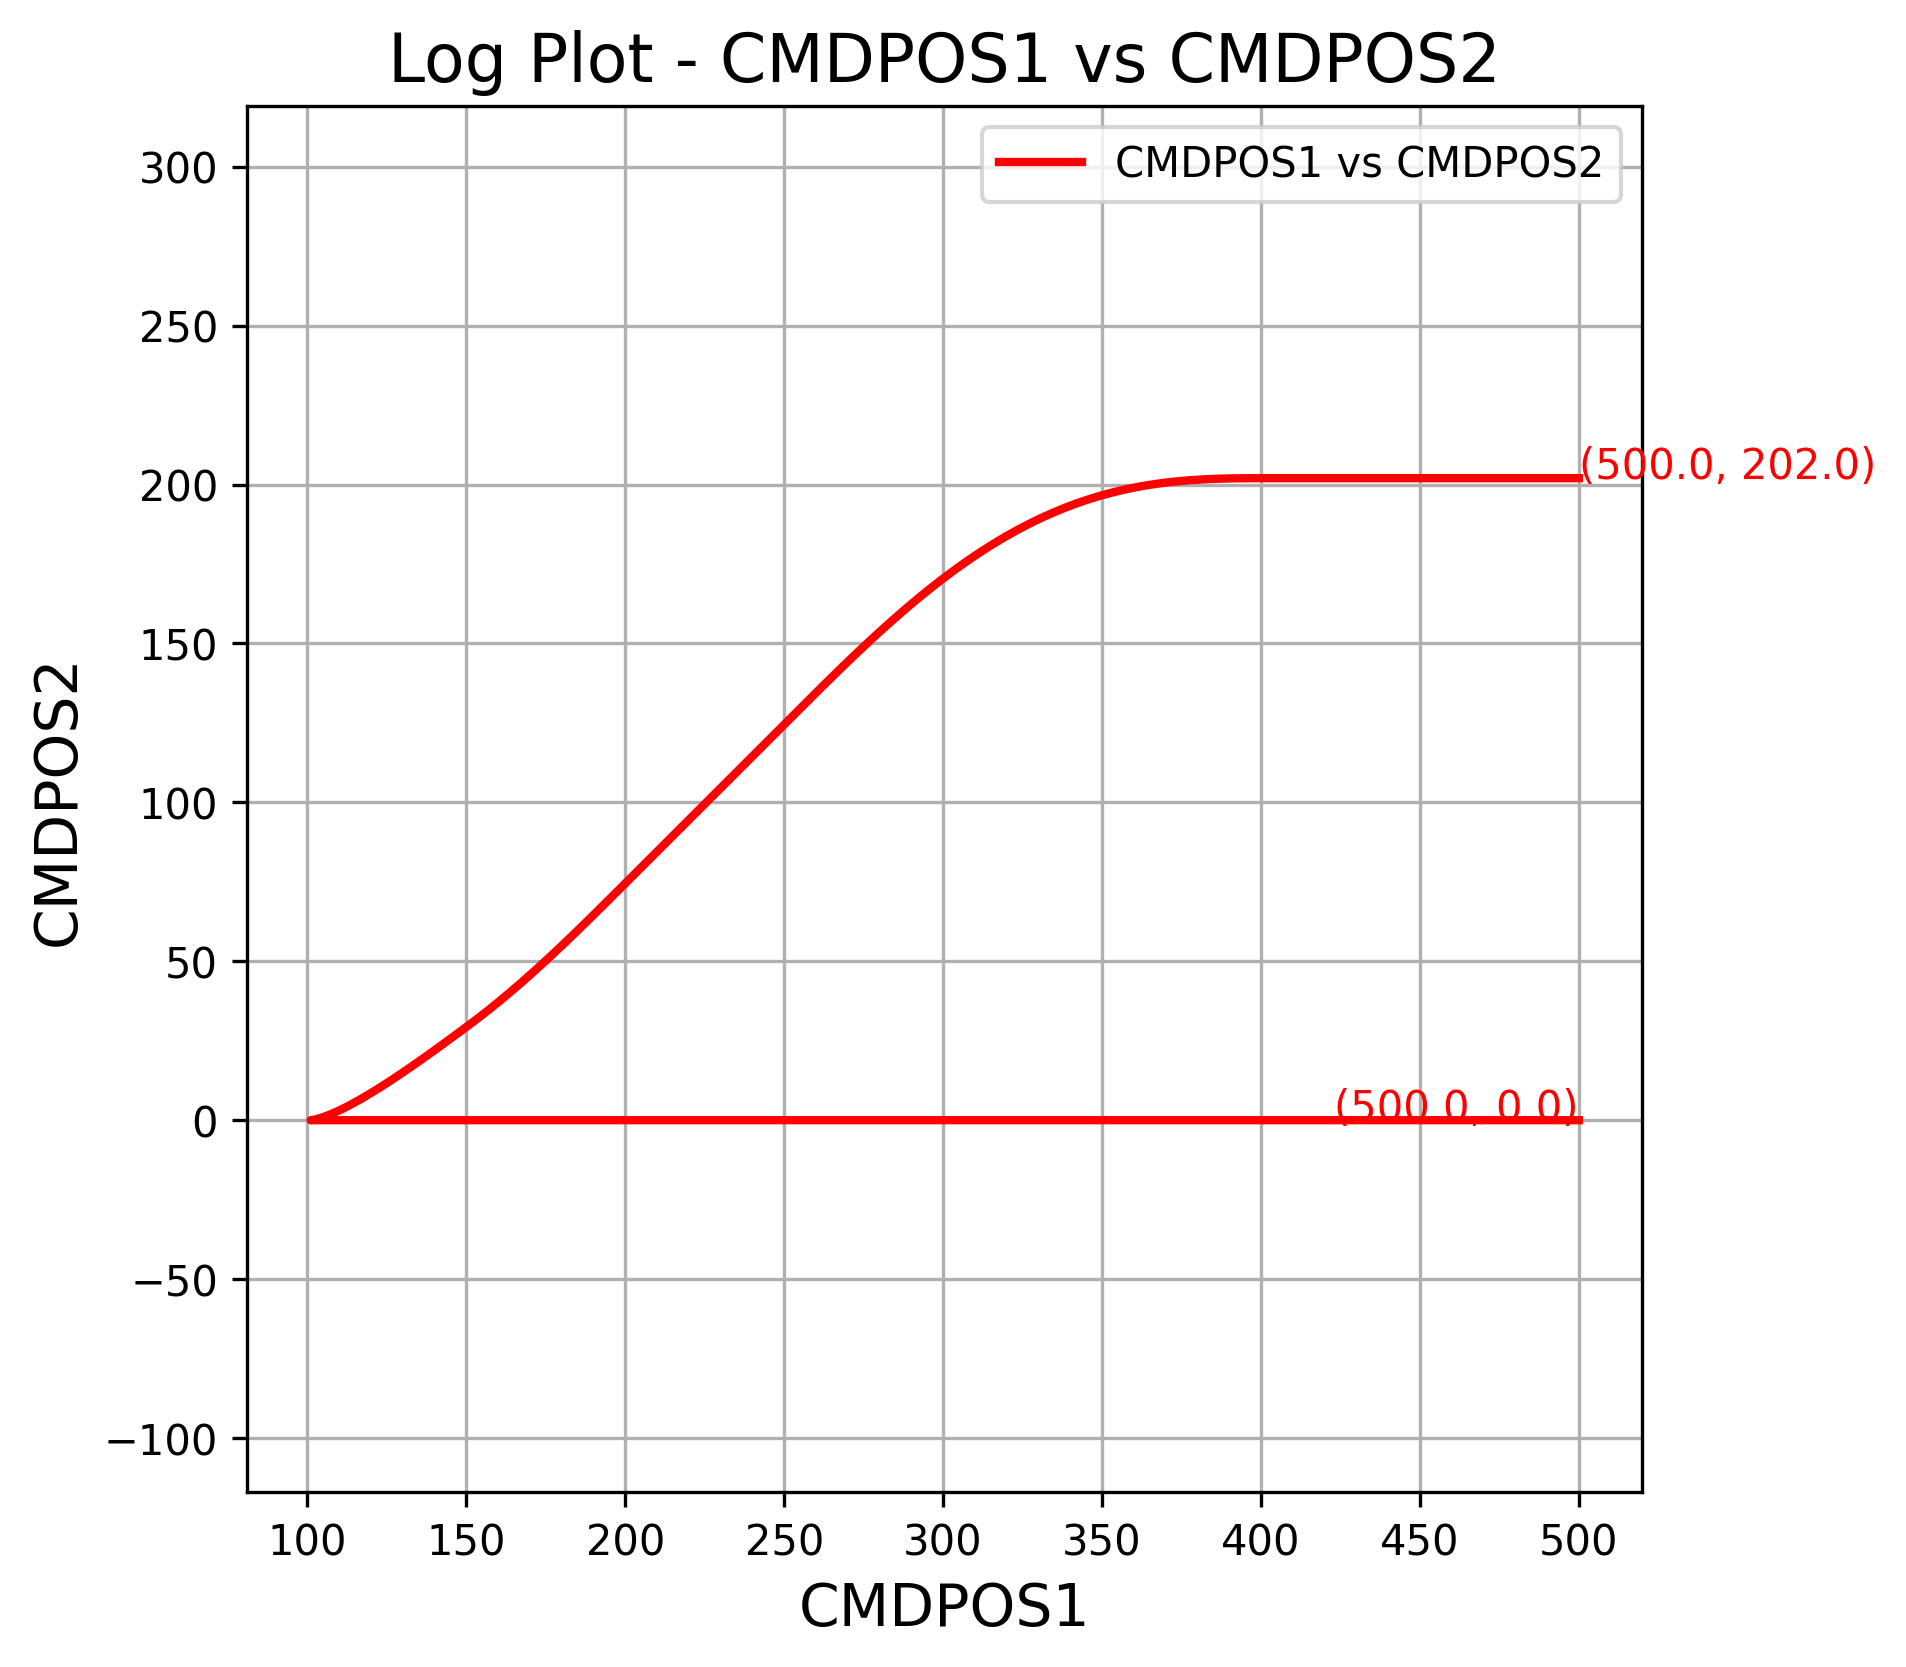 Log Plot - CMDPOS1 vs CMDPOS2
CMDPOS1 vs CMDPOS2
300
250
200
150
100
50
0
−50
−100
(500.0, 202.0)
(500.0, 0.0)
CMDPOS2
100 150 200 250 300 350 400 450 500
CMDPOS1